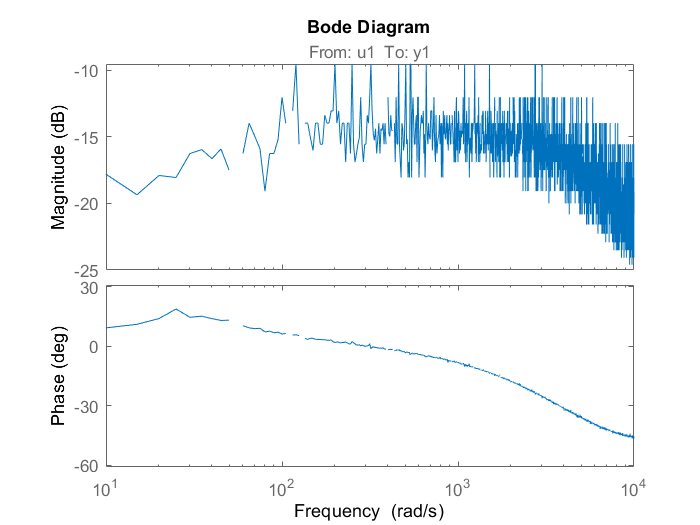 Bode Diagram
From: u1 To: y1
Magnitude (dB)
-10
-15
-20
-25
Phase (deg)
30
0
-30
-60
10^1
10^2
10^3
10^4
Frequency (rad/s)